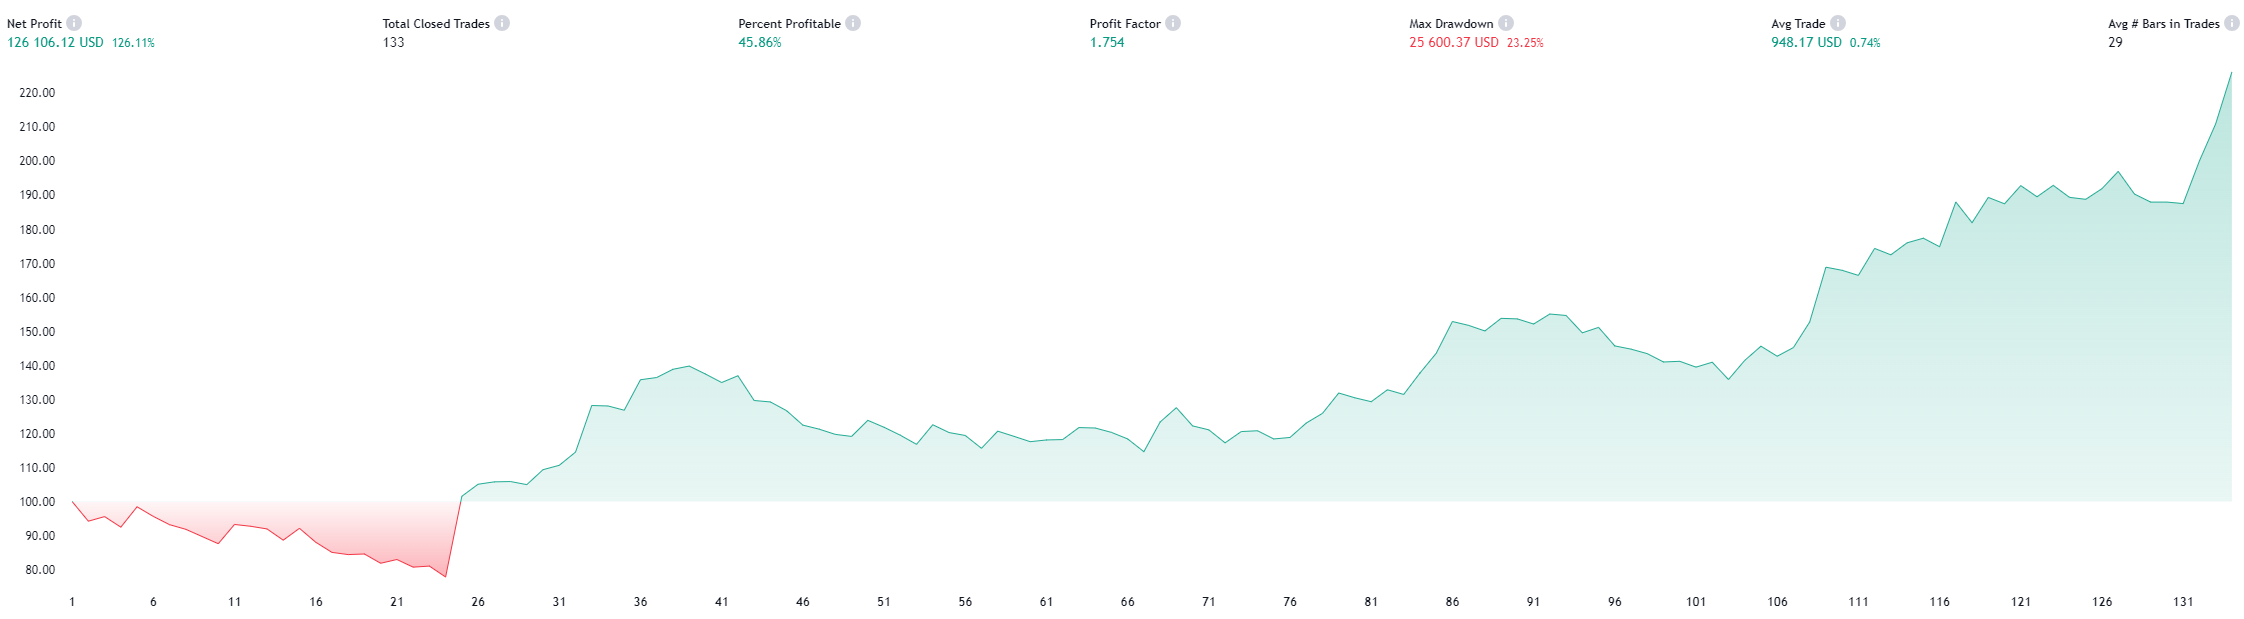 Net Profit
Total Closed Trades
Percent Profitable
Profit Factor
Max Drawdown
Avg Trade
Avg # Bars in Trades
126 106.12 USD 126.11%
133
45.86%
1.754
25 600.37 USD 23.25%
948.17 USD 0.74%
29
220.00
210.00
200.00
190.00
180.00
170.00
160.00
150.00
140.00
130.00
120.00
110.00
100.00
90.00
80.00
1 6 11 16 21 26 31 36 41 46 51 56 61 66 71 76 81 86 91 96 101 106 111 116 121 126 131